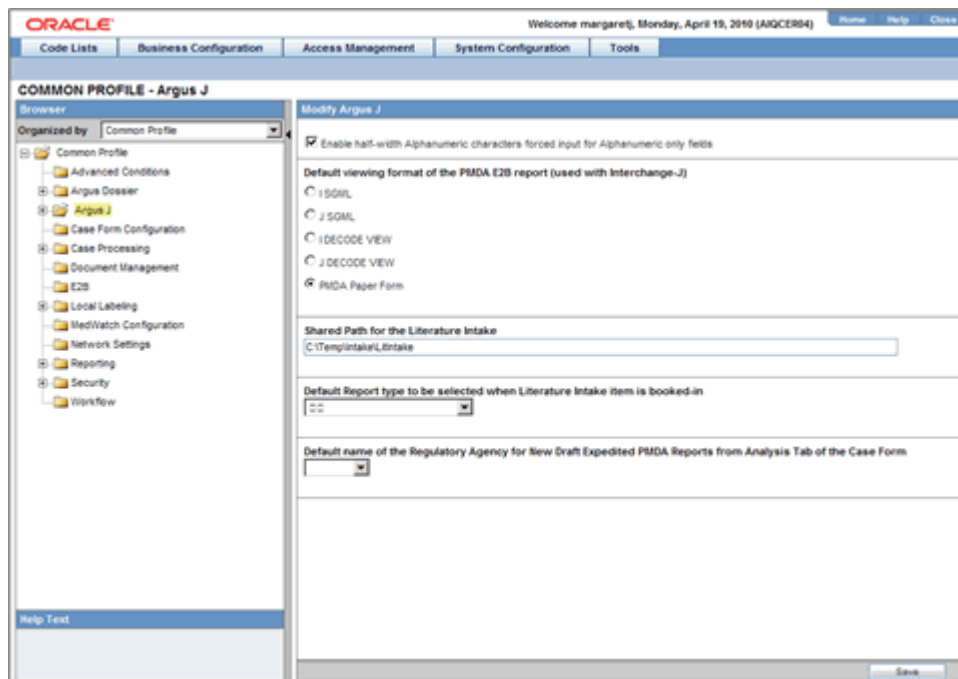 ORACLE
Welcome margaretj, Monday, April 19, 2010 (AIQCER04)
Home Help Close
Code Lists Business Configuration Access Management System Configuration Tools
COMMON PROFILE - Argus J
Browser
Organized by Common Profile
Common Profile
Advanced Conditions
Argus Dossier
Argus J
Case Form Configuration
Case Processing
Document Management
E2B
Local Labeling
MedWatch Configuration
Network Settings
Reporting
Security
Workflow
Help Text
Modify Argus J
Enable half-width Alphanumeric characters forced input for Alphanumeric only fields
Default viewing format of the PMDA E2B report (used with Interchange-J)
I SGML
J SGML
I DECODE VIEW
J DECODE VIEW
PMDA Paper Form
Shared Path for the Literature Intake
C:\Temp\Intake\LitIntake
Default Report type to be selected when Literature Intake item is booked-in
Default name of the Regulatory Agency for New Draft Expedited PMDA Reports from Analysis Tab of the Case Form
Save